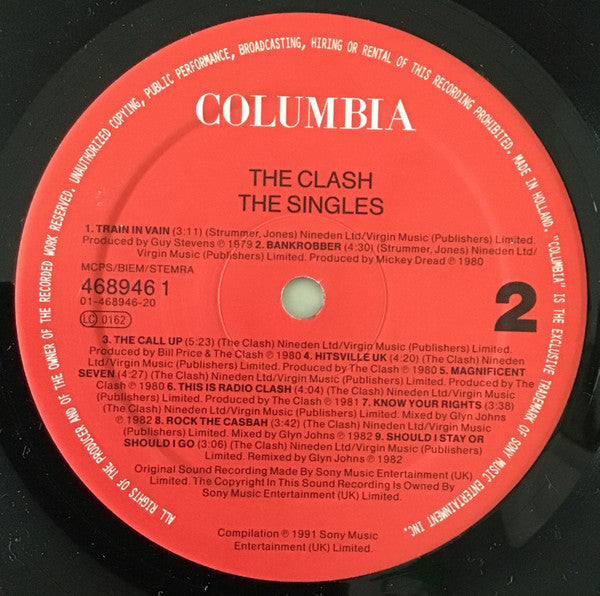 ALL RIGHTS OF THE PRODUCER AND OF THE OWNER OF THE RECORDED WORK RESERVED. UNAUTHORIZED COPYING, PUBLIC PERFORMANCE, BROADCASTING, HIRING OR RENTAL OF THIS RECORDING PROHIBITED. MADE IN HOLLAND. "COLUMBIA" IS THE EXCLUSIVE TRADEMARK OF SONY MUSIC ENTERTAINMENT INC.
COLUMBIA
THE CLASH
THE SINGLES
1. TRAIN IN VAIN (3:11) (Strummer, Jones) Nineden Ltd/Virgin Music (Publishers) Limited.
Produced by Guy Stevens ℗ 1979 2. BANKROBBER (4:30) (The Clash) Nineden Ltd/
Virgin Music (Publishers) Limited. Produced by Mickey Dread ℗ 1980
MCPS/BIEM/STEMRA
468946 1
01-468946-20
LC 0162
2
3. THE CALL UP (5:23) (The Clash) Nineden Ltd/Virgin Music (Publishers) Limited.
Produced by Bill Price & The Clash ℗ 1980 4. HITSVILLE UK (4:20) (The Clash) Nineden
Ltd/Virgin Music (Publishers) Limited. Produced by The Clash ℗ 1980 5. MAGNIFICENT
SEVEN (4:27) (The Clash) Nineden Ltd/Virgin Music (Publishers) Limited. Produced by The
Clash ℗ 1980 6. THIS IS RADIO CLASH (4:04) (The Clash) Nineden Ltd/Virgin Music
(Publishers) Limited. Produced by The Clash ℗ 1981 7. KNOW YOUR RIGHTS (3:38)
(The Clash) Nineden Ltd/Virgin Music (Publishers) Limited. Mixed by Glyn Johns
℗ 1982 8. ROCK THE CASBAH (3:42) (The Clash) Nineden Ltd/Virgin Music (Publishers)
Limited. Mixed by Glyn Johns ℗ 1982 9. SHOULD I STAY OR
SHOULD I GO (3:06) (The Clash) Nineden Ltd/Virgin Music (Publishers)
Limited. Remixed by Glyn Johns ℗ 1982
Original Sound Recording Made By Sony Music Entertainment (UK)
Limited. The Copyright In This Sound Recording Is Owned By
Sony Music Entertainment (UK) Limited.
Compilation ℗ 1991 Sony Music
Entertainment (UK) Limited.